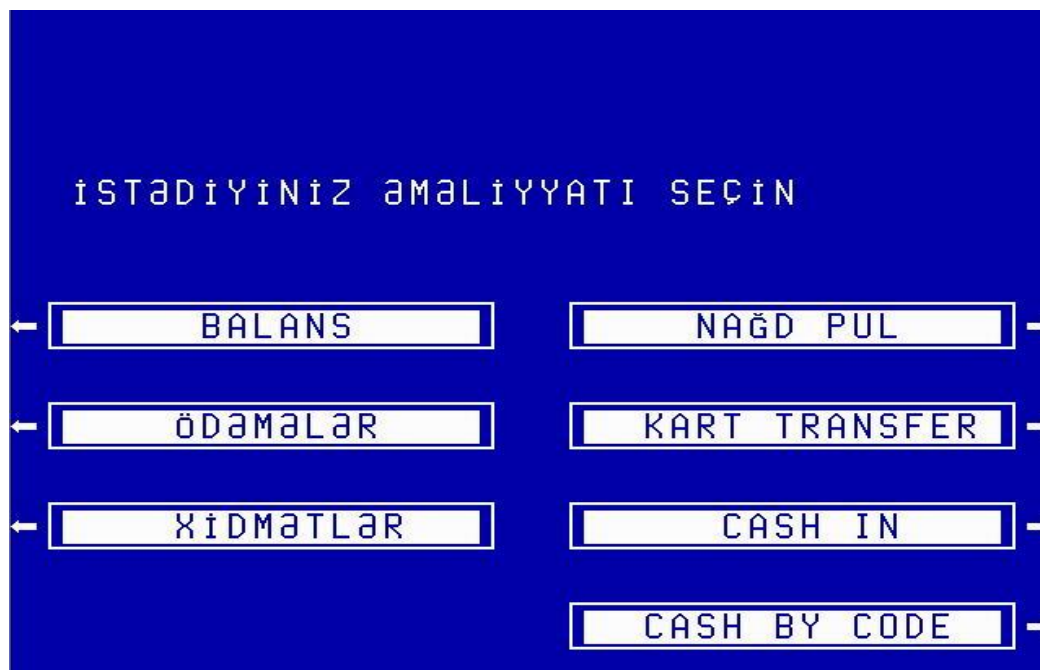 İSTƏDİYİNİZ ƏMƏLİYYATI SEÇİN
BALANS
NAĞD PUL
ÖDƏMƏLƏR
KART TRANSFER
XİDMƏTLƏR
CASH IN
CASH BY CODE